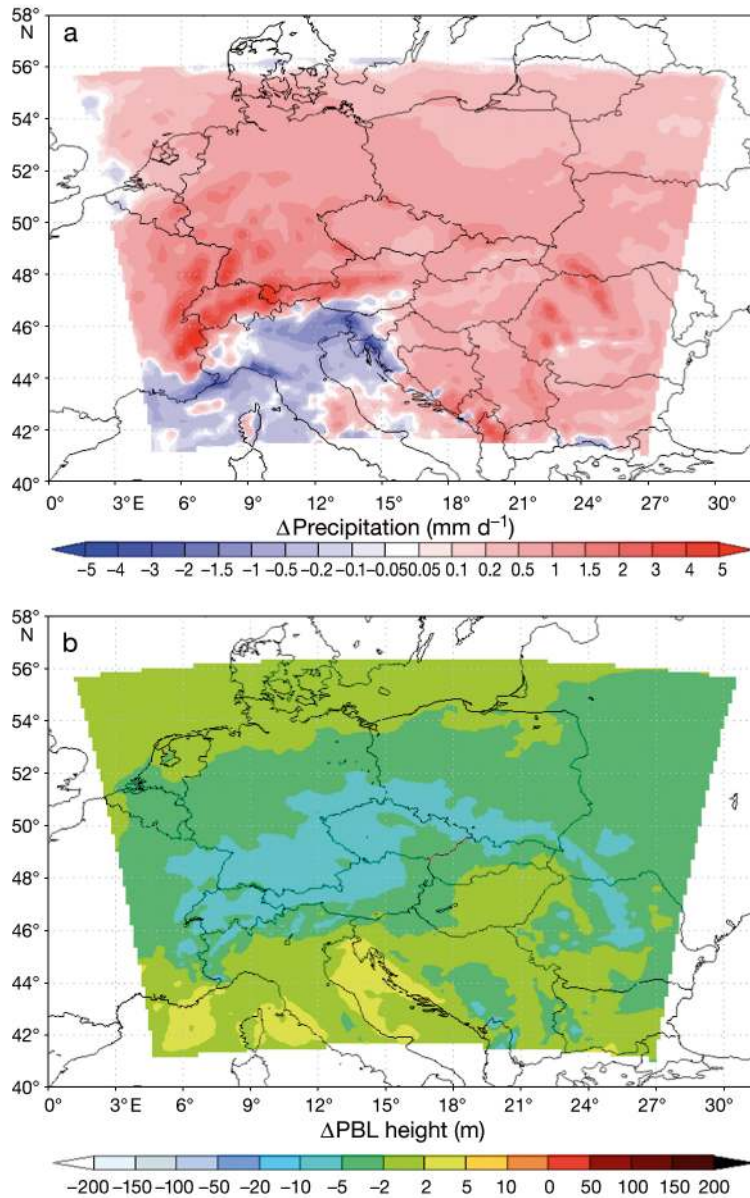 58°
N
a
56°
54°
52°
50°
48°
46°
44°
42°
40°
0° 3°E 6° 9° 12° 15° 18° 21° 24° 27° 30°
ΔPrecipitation (mm d⁻¹)
−5 −4 −3 −2 −1.5 −1 −0.5 −0.2 −0.1 −0.05 0.05 0.1 0.2 0.5 1 1.5 2 3 4 5
58°
N
b
56°
54°
52°
50°
48°
46°
44°
42°
40°
0° 3°E 6° 9° 12° 15° 18° 21° 24° 27° 30°
ΔPBL height (m)
−200 −150 −100 −50 −20 −10 −5 −2 2 5 10 0 50 100 150 200